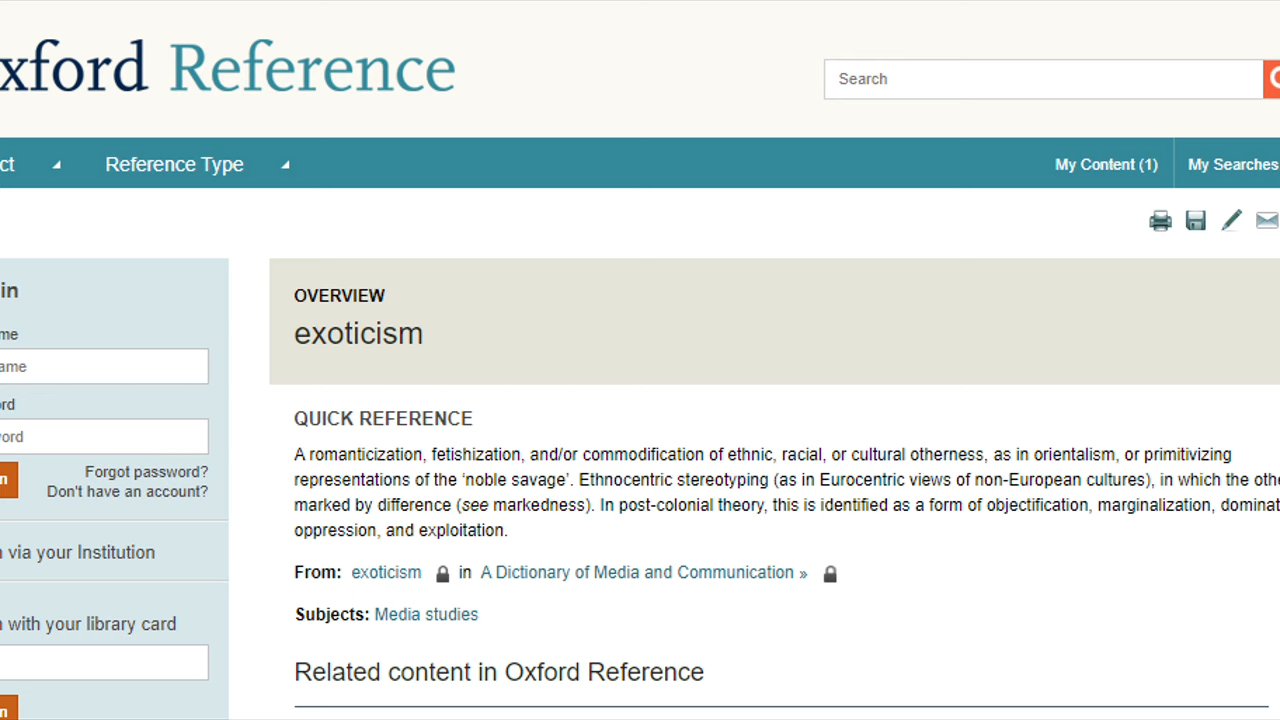 xford Reference
Search
ct
Reference Type
My Content (1)
My Searches
in
me
ame
ord
word
n
Forgot password?
Don't have an account?
via your Institution
with your library card
n
OVERVIEW
exoticism
QUICK REFERENCE
A romanticization, fetishization, and/or commodification of ethnic, racial, or cultural otherness, as in orientalism, or primitivizing
representations of the ‘noble savage’. Ethnocentric stereotyping (as in Eurocentric views of non-European cultures), in which the othe
marked by difference (see markedness). In post-colonial theory, this is identified as a form of objectification, marginalization, dominat
oppression, and exploitation.
From: exoticism in A Dictionary of Media and Communication »
Subjects: Media studies
Related content in Oxford Reference